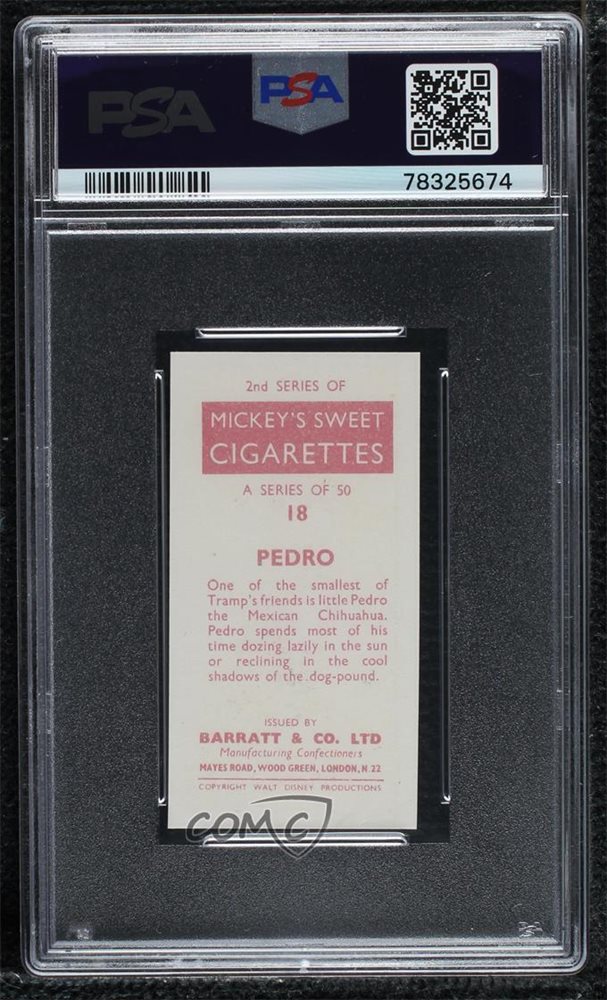 PSA
PSA
78325674
2nd SERIES OF
MICKEY'S SWEET
CIGARETTES
A SERIES OF 50
18
PEDRO
One of the smallest of
Tramp's friends is little Pedro
the Mexican Chihuahua.
Pedro spends most of his
time dozing lazily in the sun
or reclining in the cool
shadows of the dog-pound.
ISSUED BY
BARRATT & CO. LTD
Manufacturing Confectioners
MAYES ROAD, WOOD GREEN, LONDON, N.22
COPYRIGHT WALT DISNEY PRODUCTIONS
COMC